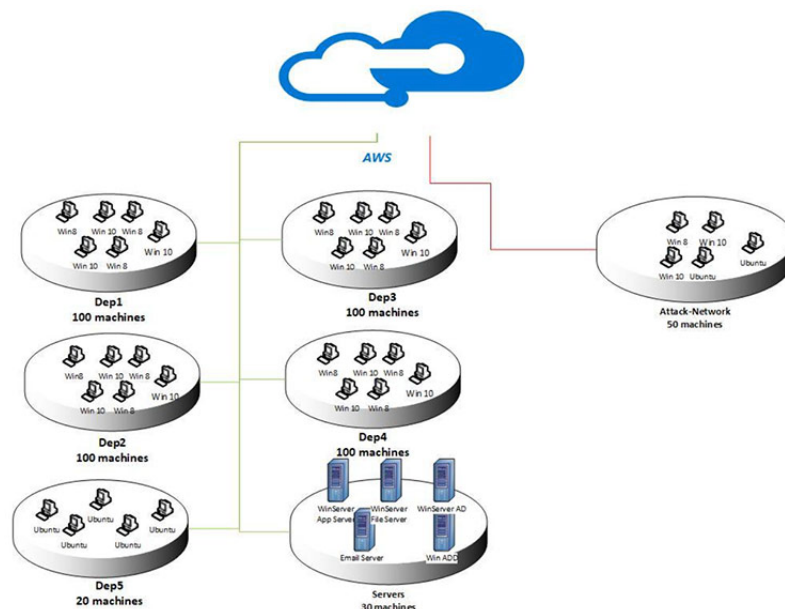 AWS
Win8
Win 10
Win 8
Win 10
Win 10
Win 8
Dep1
100 machines
Win8
Win 10
Win 8
Win 10
Win 10
Win 8
Dep3
100 machines
Win 8
Win 10
Ubuntu
Win 10
Ubuntu
Attack-Network
50 machines
Win8
Win 10
Win 8
Win 10
Win 10
Win 8
Dep2
100 machines
Win8
Win 10
Win 8
Win 10
Win 10
Win 8
Dep4
100 machines
Ubuntu
Ubuntu
Ubuntu
Ubuntu
Ubuntu
Dep5
20 machines
WinServer
App Server
WinServer
File Server
WinServer AD
Email Server
Win ADD
Servers
30 machines